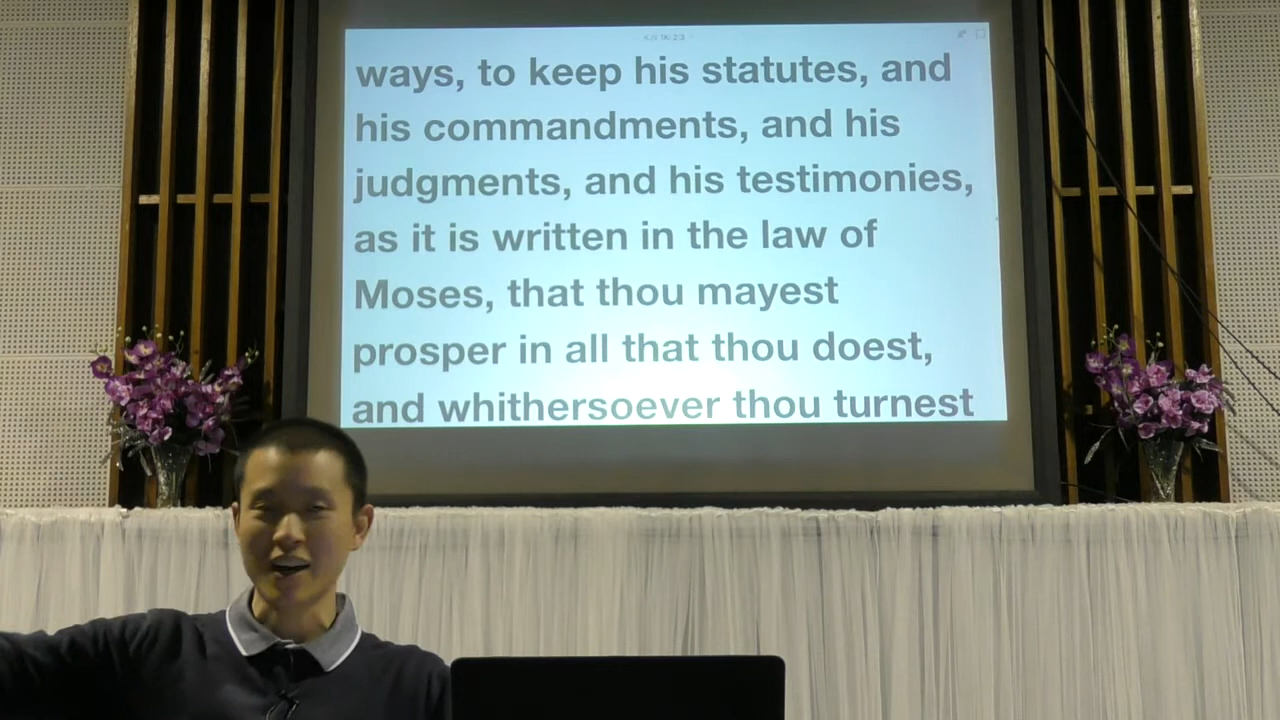 ways, to keep his statutes, and
his commandments, and his
judgments, and his testimonies,
as it is written in the law of
Moses, that thou mayest
prosper in all that thou doest,
and whithersoever thou turnest